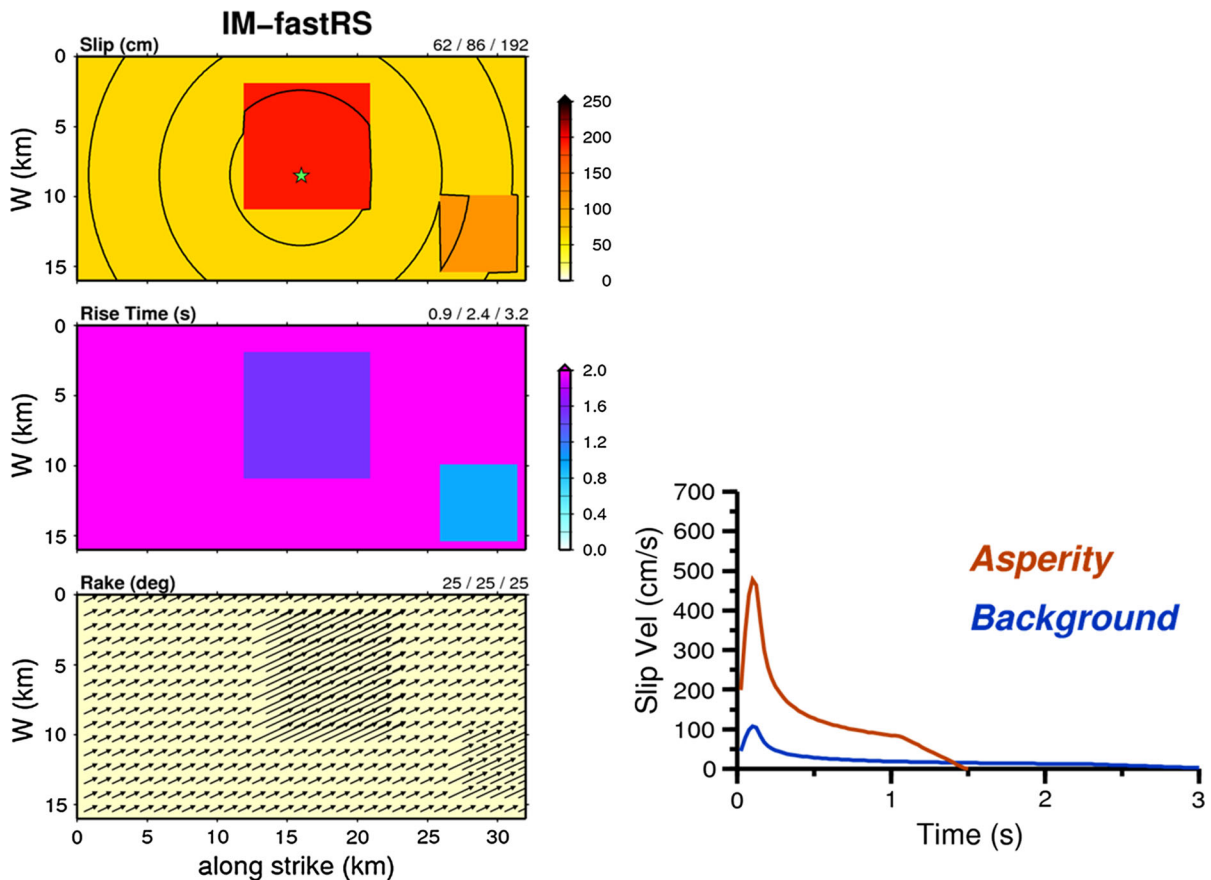 IM-fastRS
Slip (cm) 62 / 86 / 192
0
5
10
15
W (km)
250
200
150
100
50
0
Rise Time (s) 0.9 / 2.4 / 3.2
0
5
10
15
W (km)
2.0
1.6
1.2
0.8
0.4
0.0
Rake (deg) 25 / 25 / 25
0
5
10
15
W (km)
0 5 10 15 20 25 30
along strike (km)
700
600
500
400
300
200
100
0
Slip Vel (cm/s)
Asperity
Background
0 1 2 3
Time (s)